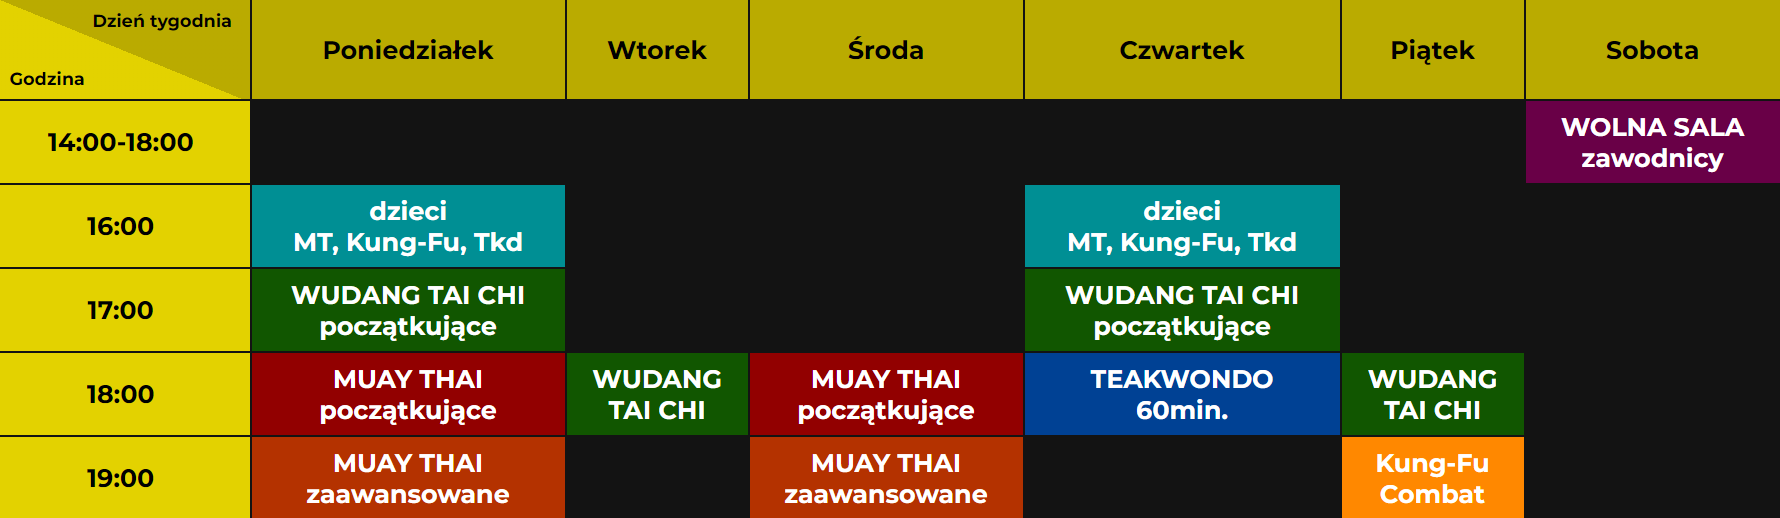 Dzień tygodnia
Godzina
Poniedziałek
Wtorek
Środa
Czwartek
Piątek
Sobota
14:00-18:00
WOLNA SALA
zawodnicy
16:00
dzieci
MT, Kung-Fu, Tkd
dzieci
MT, Kung-Fu, Tkd
17:00
WUDANG TAI CHI
początkujące
WUDANG TAI CHI
początkujące
18:00
MUAY THAI
początkujące
WUDANG
TAI CHI
MUAY THAI
początkujące
TEAKWONDO
60min.
WUDANG
TAI CHI
19:00
MUAY THAI
zaawansowane
MUAY THAI
zaawansowane
Kung-Fu
Combat